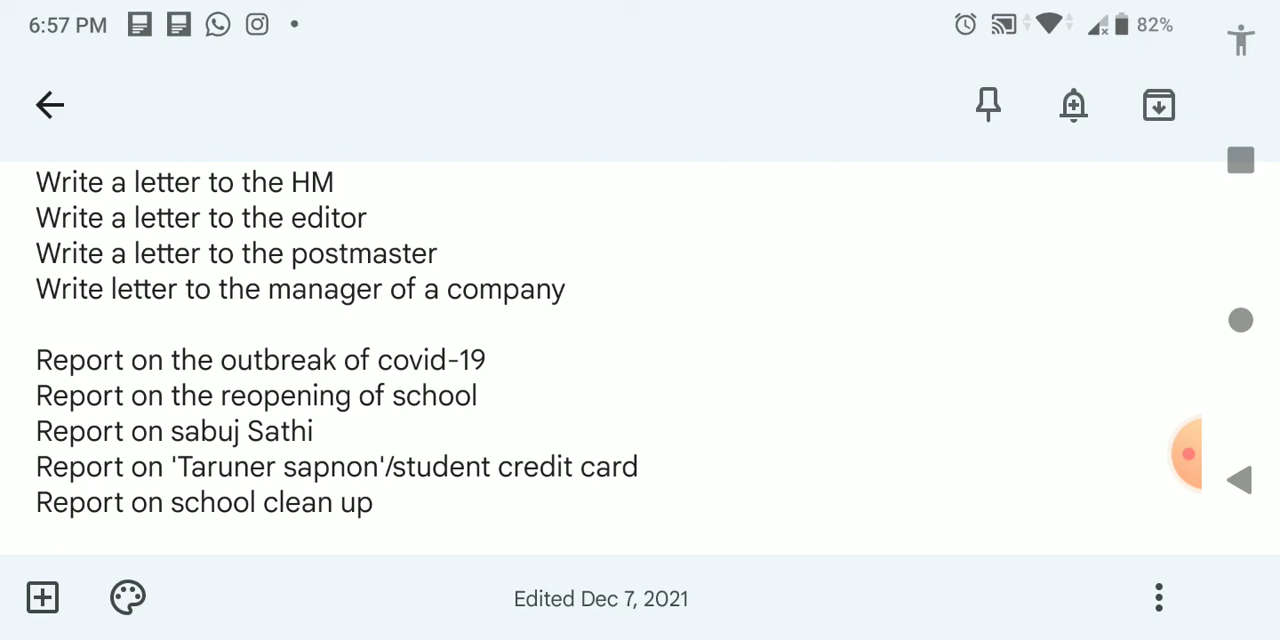 6:57 PM
82%
Write a letter to the HM
Write a letter to the editor
Write a letter to the postmaster
Write letter to the manager of a company
Report on the outbreak of covid-19
Report on the reopening of school
Report on sabuj Sathi
Report on 'Taruner sapnon'/student credit card
Report on school clean up
Edited Dec 7, 2021